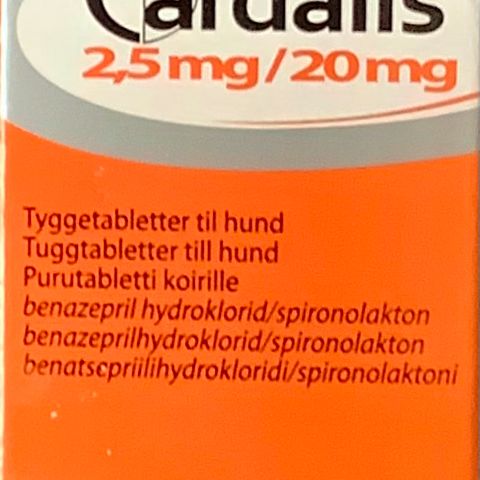 Cardalis
2,5 mg / 20 mg
Tyggetabletter til hund
Tuggtabletter till hund
Purutabletti koirille
benazepril hydroklorid/spironolakton
benazeprilhydroklorid/spironolakton
benatsepriilihydrokloridi/spironolaktoni